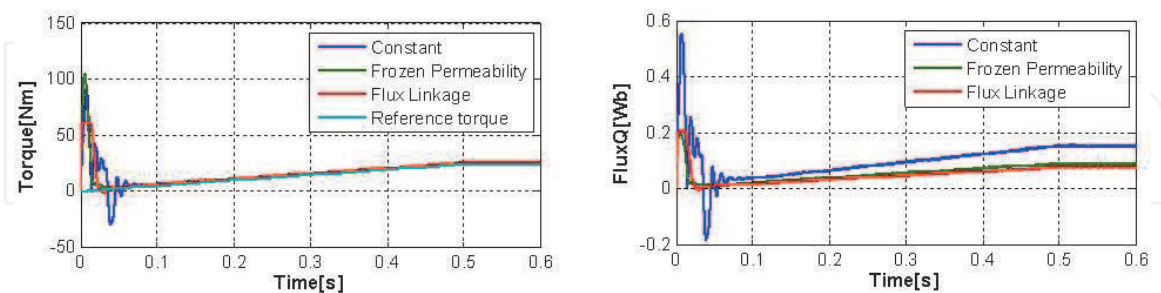 150
100
50
0
-50
Torque[Nm]
Constant
Frozen Permeability
Flux Linkage
Reference torque
0 0.1 0.2 0.3 0.4 0.5 0.6
Time[s]
0.6
0.4
0.2
0
-0.2
FluxQ[Wb]
Constant
Frozen Permeability
Flux Linkage
0 0.1 0.2 0.3 0.4 0.5 0.6
Time[s]